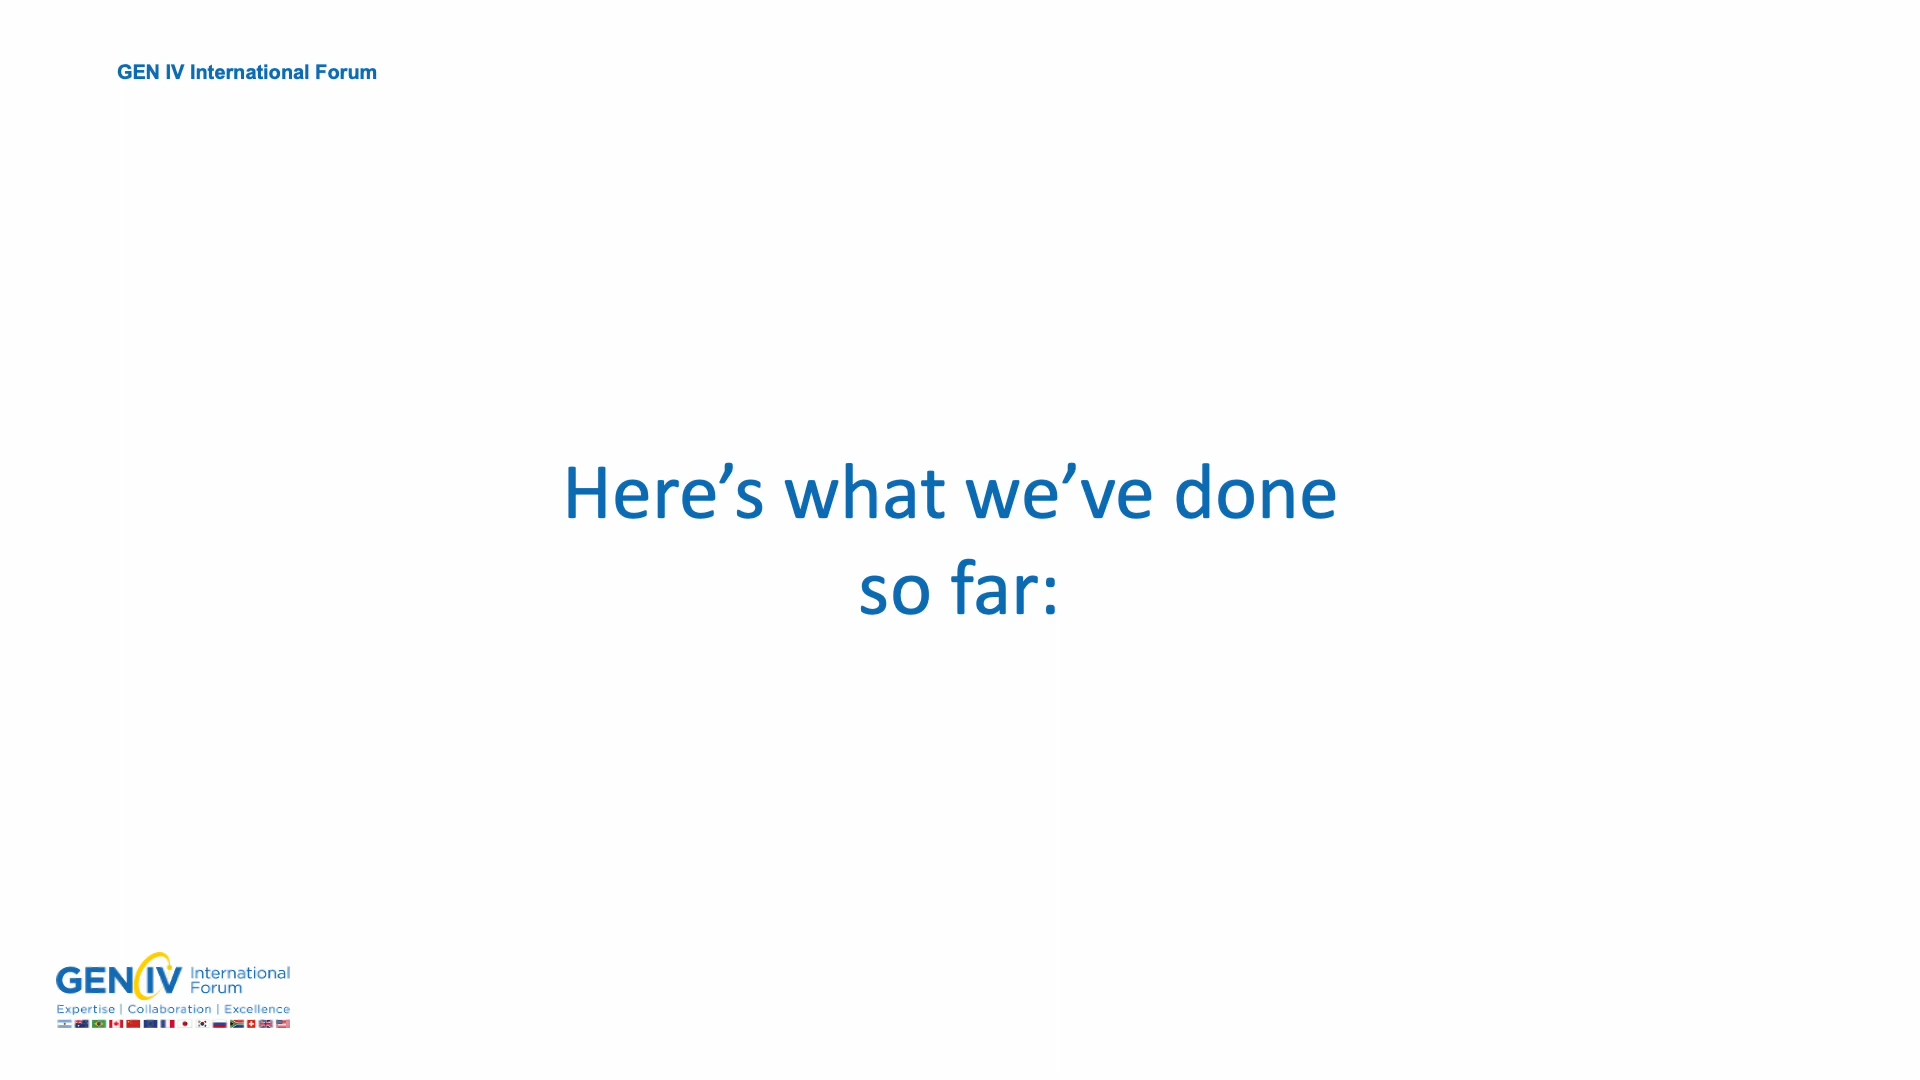 GEN IV International Forum
Here’s what we’ve done
so far:
GEN IV International
Forum
Expertise | Collaboration | Excellence